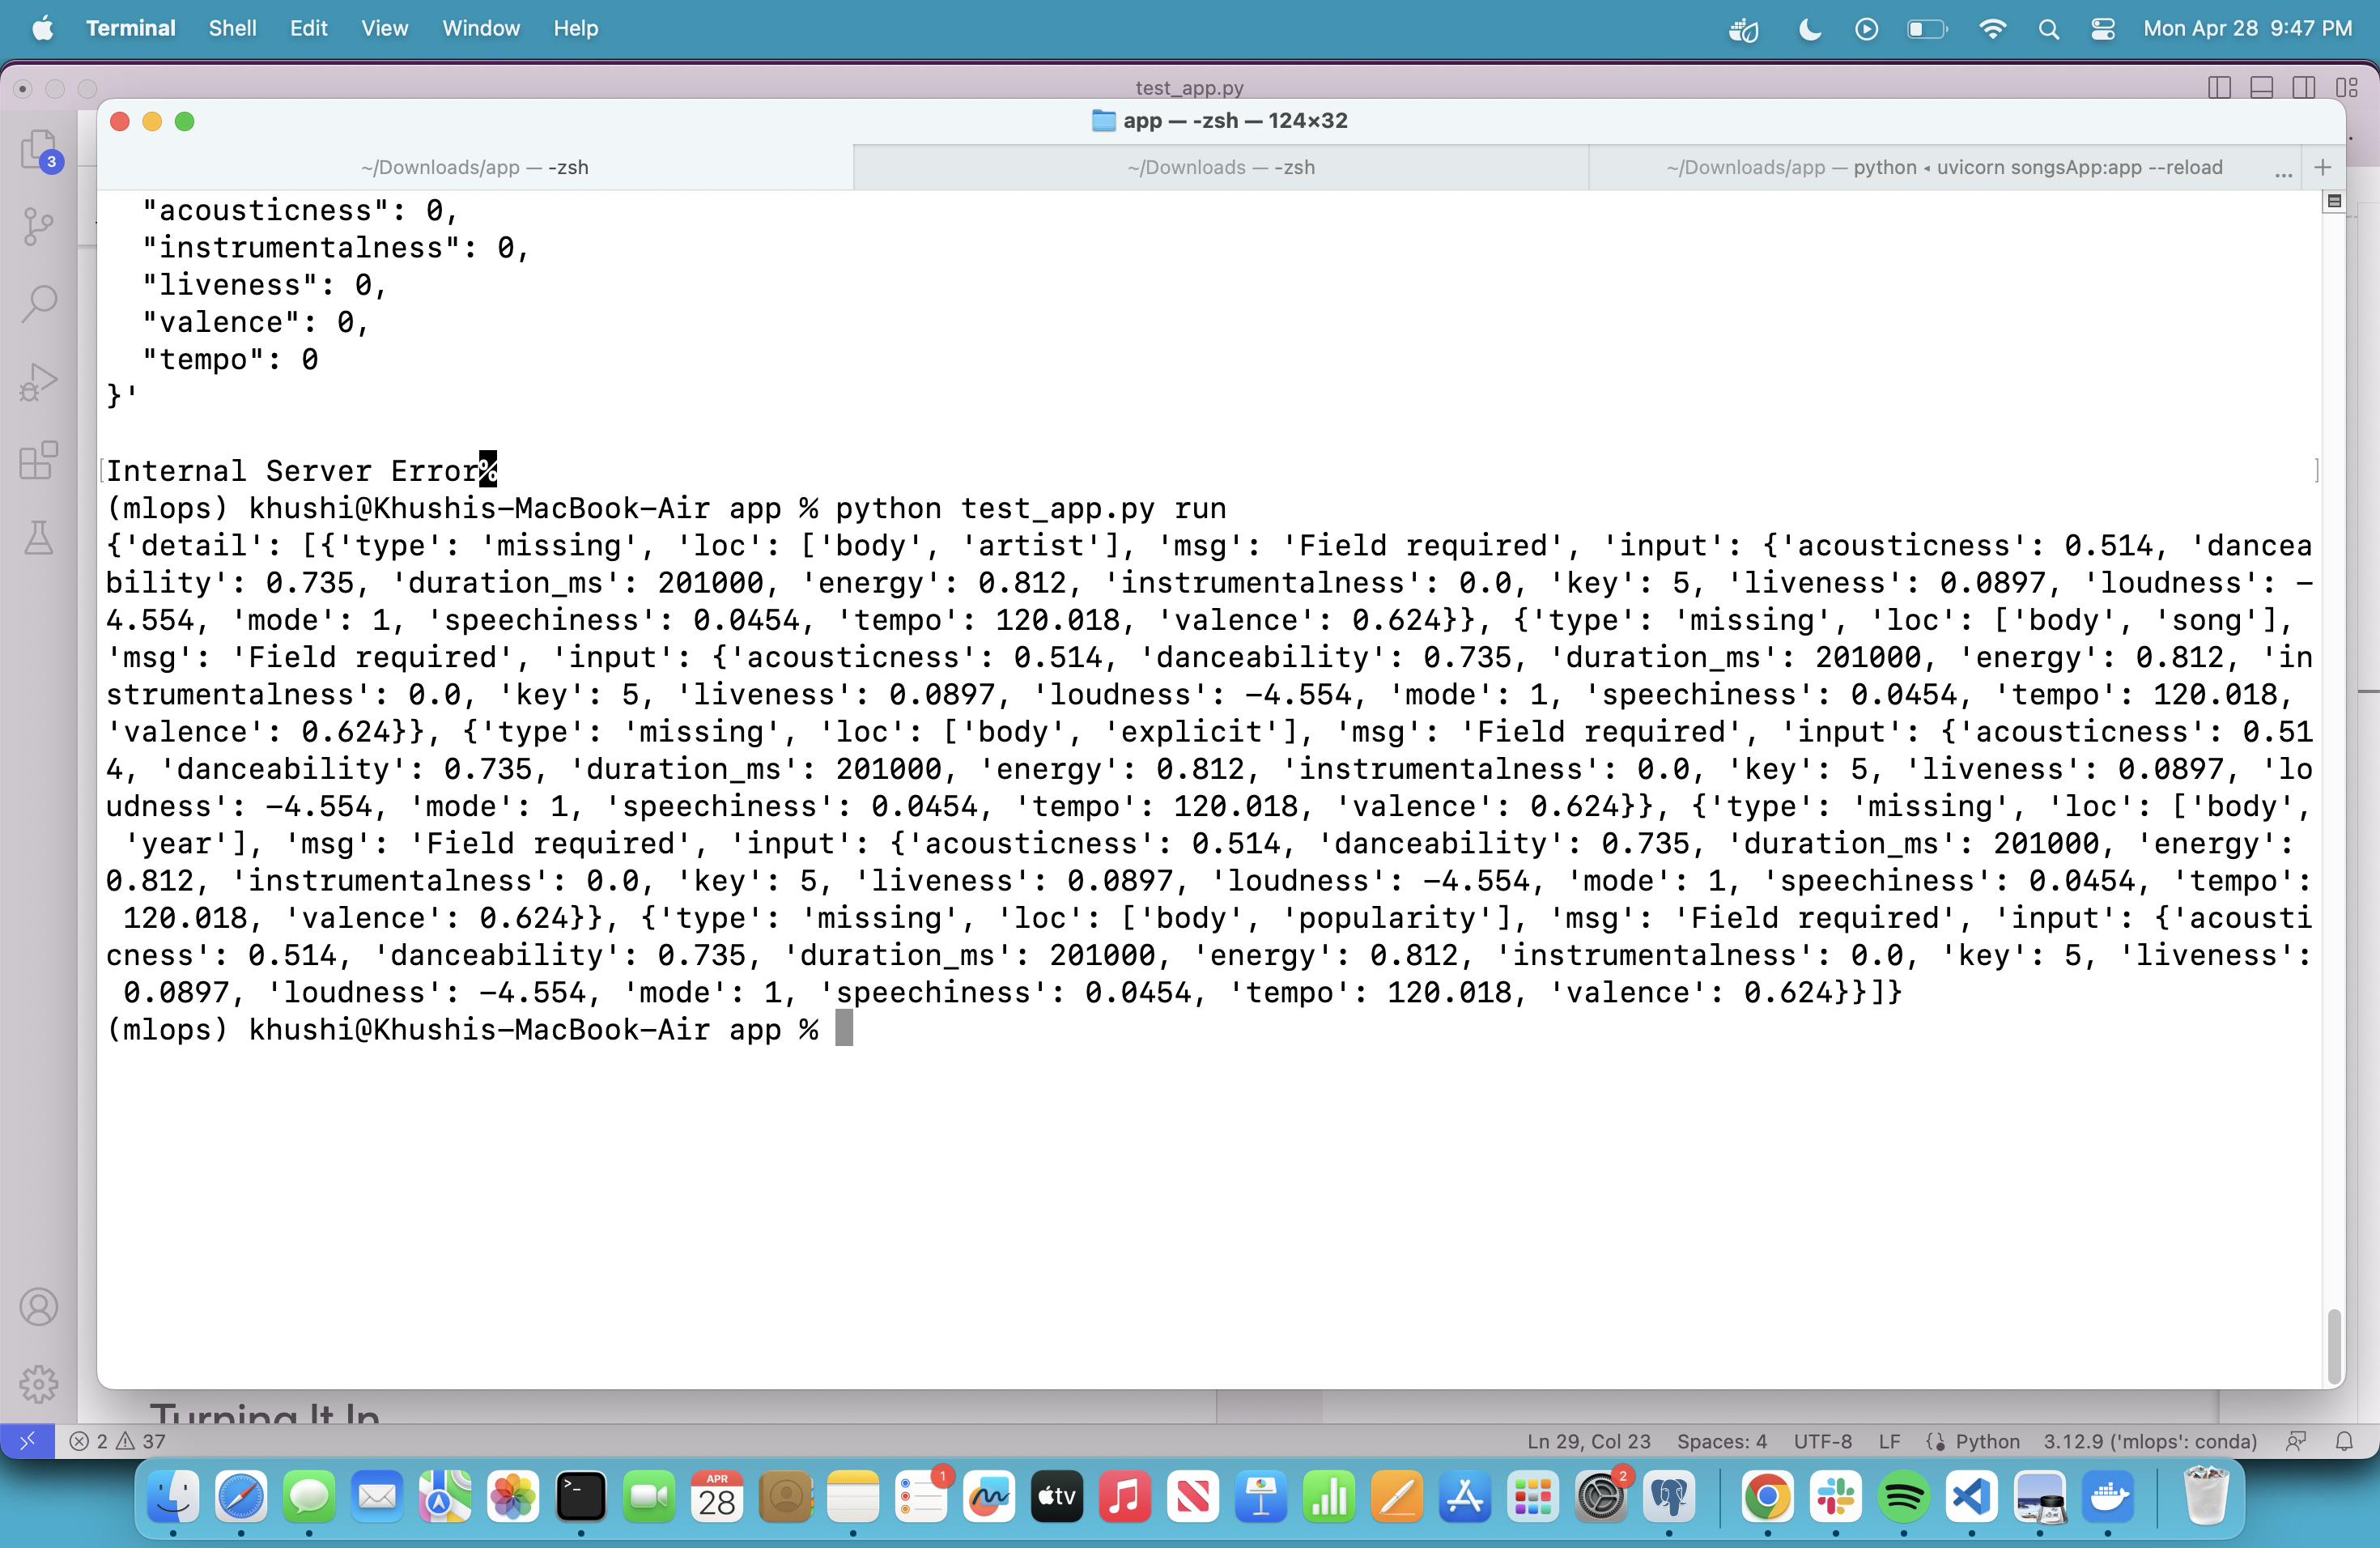 Terminal Shell Edit View Window Help Mon Apr 28 9:47 PM
test_app.py
app — -zsh — 124×32
~/Downloads/app — -zsh ~/Downloads — -zsh ~/Downloads/app — python ◂ uvicorn songsApp:app --reload ... +
3
"acousticness": 0,
"instrumentalness": 0,
"liveness": 0,
"valence": 0,
"tempo": 0
}'
Internal Server Error%
(mlops) khushi@Khushis-MacBook-Air app % python test_app.py run
{'detail': [{'type': 'missing', 'loc': ['body', 'artist'], 'msg': 'Field required', 'input': {'acousticness': 0.514, 'dancea
bility': 0.735, 'duration_ms': 201000, 'energy': 0.812, 'instrumentalness': 0.0, 'key': 5, 'liveness': 0.0897, 'loudness': -
4.554, 'mode': 1, 'speechiness': 0.0454, 'tempo': 120.018, 'valence': 0.624}}, {'type': 'missing', 'loc': ['body', 'song'],
'msg': 'Field required', 'input': {'acousticness': 0.514, 'danceability': 0.735, 'duration_ms': 201000, 'energy': 0.812, 'in
strumentalness': 0.0, 'key': 5, 'liveness': 0.0897, 'loudness': -4.554, 'mode': 1, 'speechiness': 0.0454, 'tempo': 120.018,
'valence': 0.624}}, {'type': 'missing', 'loc': ['body', 'explicit'], 'msg': 'Field required', 'input': {'acousticness': 0.51
4, 'danceability': 0.735, 'duration_ms': 201000, 'energy': 0.812, 'instrumentalness': 0.0, 'key': 5, 'liveness': 0.0897, 'lo
udness': -4.554, 'mode': 1, 'speechiness': 0.0454, 'tempo': 120.018, 'valence': 0.624}}, {'type': 'missing', 'loc': ['body',
'year'], 'msg': 'Field required', 'input': {'acousticness': 0.514, 'danceability': 0.735, 'duration_ms': 201000, 'energy':
0.812, 'instrumentalness': 0.0, 'key': 5, 'liveness': 0.0897, 'loudness': -4.554, 'mode': 1, 'speechiness': 0.0454, 'tempo':
120.018, 'valence': 0.624}}, {'type': 'missing', 'loc': ['body', 'popularity'], 'msg': 'Field required', 'input': {'acousti
cness': 0.514, 'danceability': 0.735, 'duration_ms': 201000, 'energy': 0.812, 'instrumentalness': 0.0, 'key': 5, 'liveness':
0.0897, 'loudness': -4.554, 'mode': 1, 'speechiness': 0.0454, 'tempo': 120.018, 'valence': 0.624}}]}
(mlops) khushi@Khushis-MacBook-Air app %
Turning It In
2 37 Ln 29, Col 23 Spaces: 4 UTF-8 LF Python 3.12.9 ('mlops': conda)
APR
28
1
tv
2